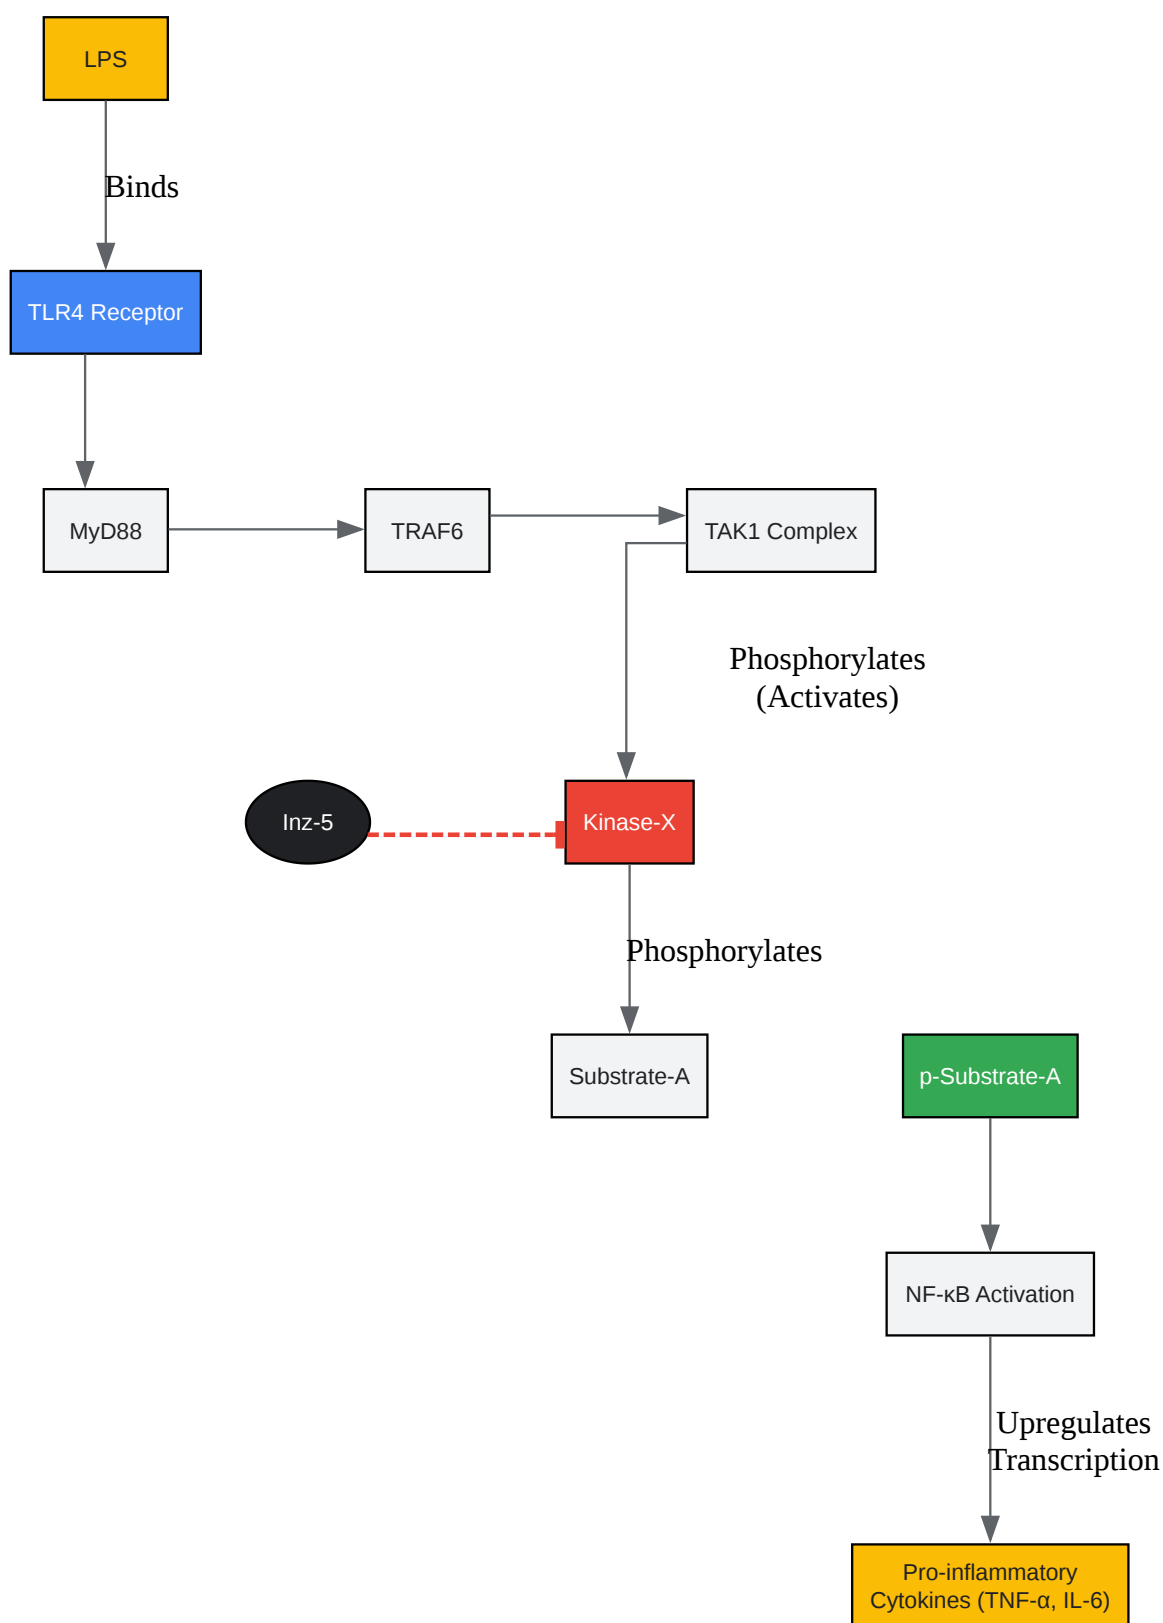 LPS
Binds
TLR4 Receptor
MyD88
TRAF6
TAK1 Complex
Phosphorylates
(Activates)
Inz-5
Kinase-X
Phosphorylates
Substrate-A
p-Substrate-A
NF-κB Activation
Upregulates
Transcription
Pro-inflammatory
Cytokines (TNF-α, IL-6)